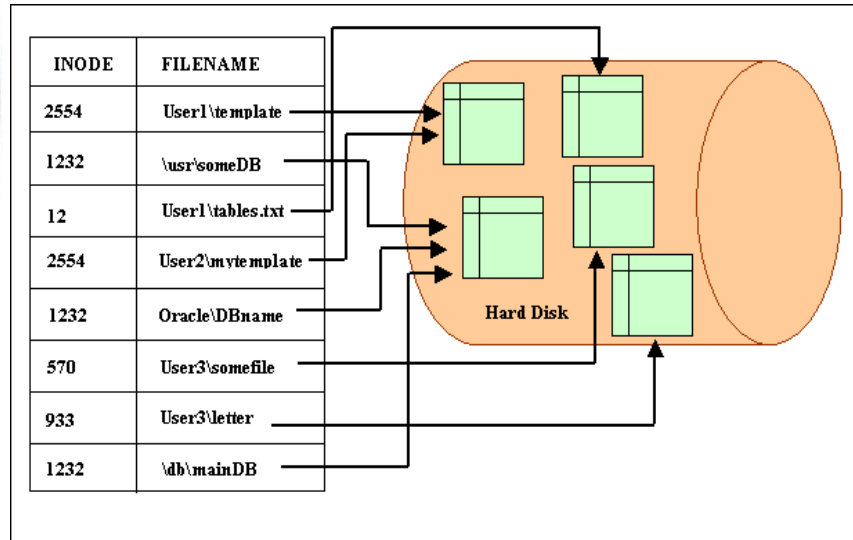 INODE FILENAME
2554 User1\template
1232 \usr\someDB
12 User1\tables.txt
2554 User2\mytemplate
1232 Oracle\DBname
Hard Disk
570 User3\somefile
933 User3\letter
1232 \db\mainDB